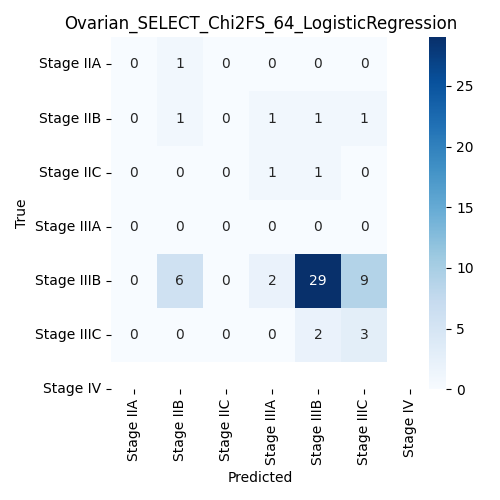 Ovarian_SELECT_Chi2FS_64_LogisticRegression
Stage IIA 0 1 0 0 0 0
Stage IIB 0 1 0 1 1 1
Stage IIC 0 0 0 1 1 0
Stage IIIA 0 0 0 0 0 0
Stage IIIB 0 6 0 2 29 9
Stage IIIC 0 0 0 0 2 3
Stage IV
True
Stage IIA Stage IIB Stage IIC Stage IIIA Stage IIIB Stage IIIC Stage IV
Predicted
25
20
15
10
5
0